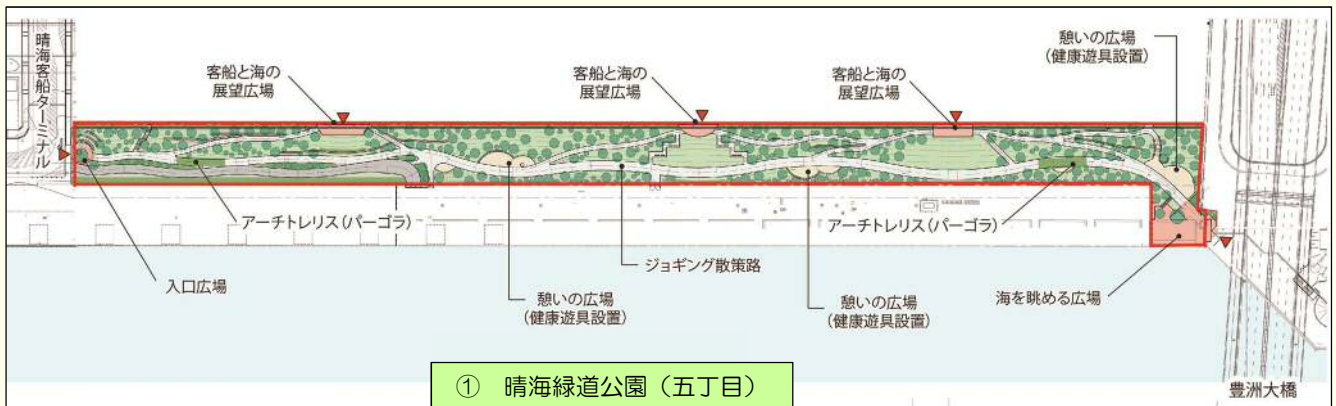 晴海客船ターミナル
客船と海の
展望広場
客船と海の
展望広場
客船と海の
展望広場
憩いの広場
(健康遊具設置)
アーチトレリス(パーゴラ)
アーチトレリス(パーゴラ)
入口広場
ジョギング散策路
憩いの広場
(健康遊具設置)
憩いの広場
(健康遊具設置)
海を眺める広場
① 晴海緑道公園（五丁目）
豊洲大橋